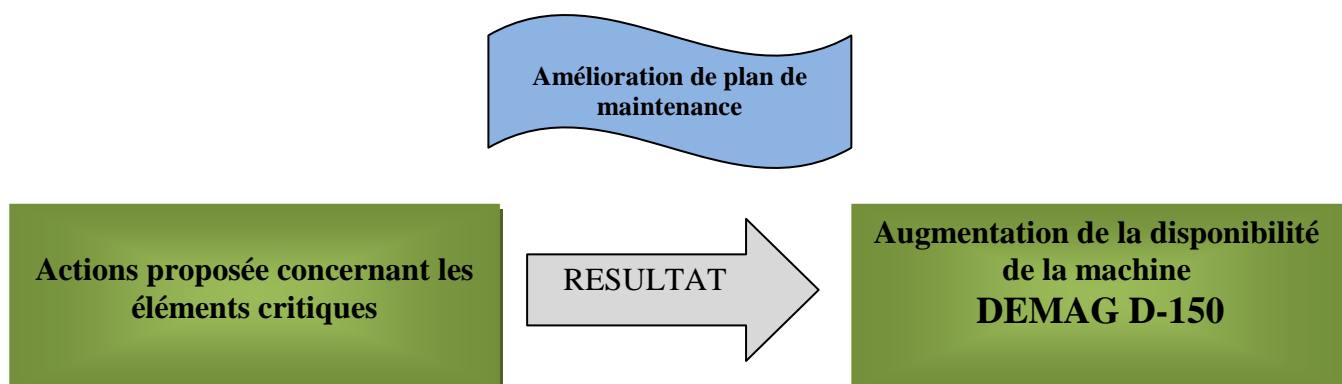 Amélioration de plan de
maintenance
Actions proposée concernant les
éléments critiques
RESULTAT
Augmentation de la disponibilité
de la machine
DEMAG D-150